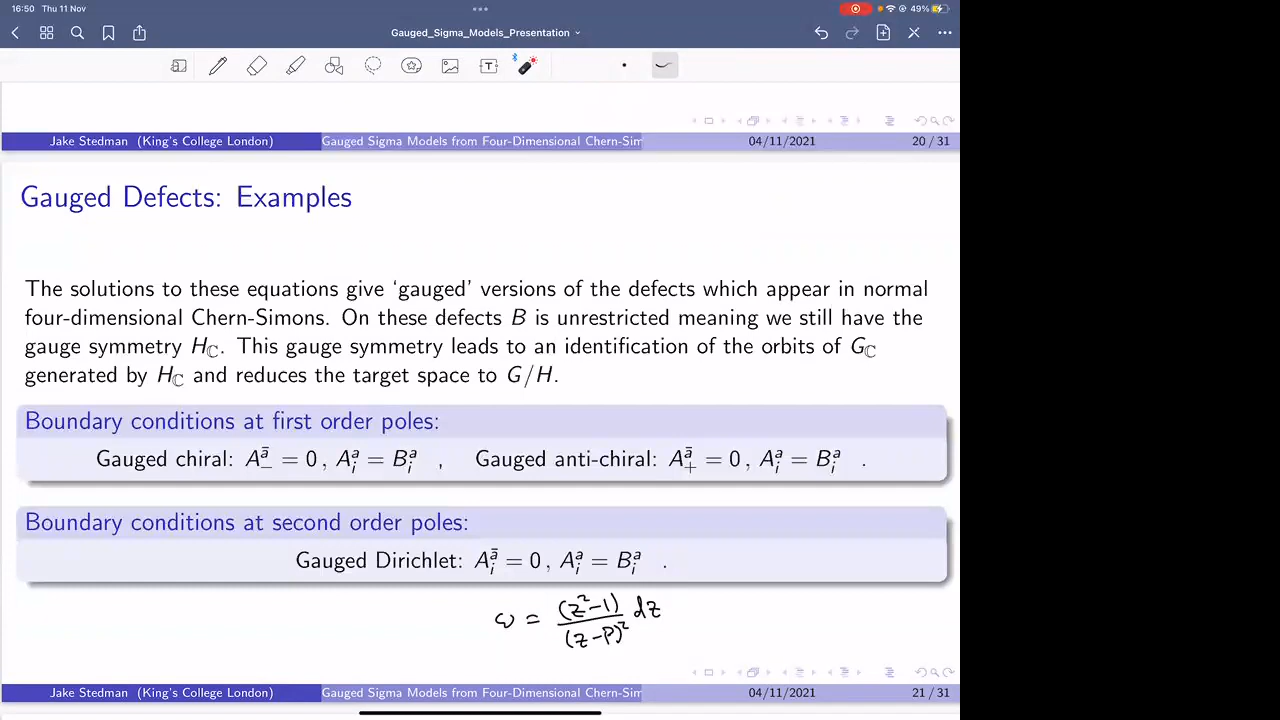 16:50 Thu 11 Nov
49%
Gauged_Sigma_Models_Presentation
Jake Stedman (King's College London) Gauged Sigma Models from Four-Dimensional Chern-Sim 04/11/2021 20 / 31
Gauged Defects: Examples
The solutions to these equations give 'gauged' versions of the defects which appear in normal
four-dimensional Chern-Simons. On these defects B is unrestricted meaning we still have the
gauge symmetry H_ℂ. This gauge symmetry leads to an identification of the orbits of G_ℂ
generated by H_ℂ and reduces the target space to G/H.
Boundary conditions at first order poles:
Gauged chiral: A_-^{ā} = 0 , A_i^a = B_i^a , Gauged anti-chiral: A_+^{ā} = 0 , A_i^a = B_i^a .
Boundary conditions at second order poles:
Gauged Dirichlet: A_i^{ā} = 0 , A_i^a = B_i^a .
ω = (z²-1)/(z-p)² dz
Jake Stedman (King's College London) Gauged Sigma Models from Four-Dimensional Chern-Sim 04/11/2021 21 / 31